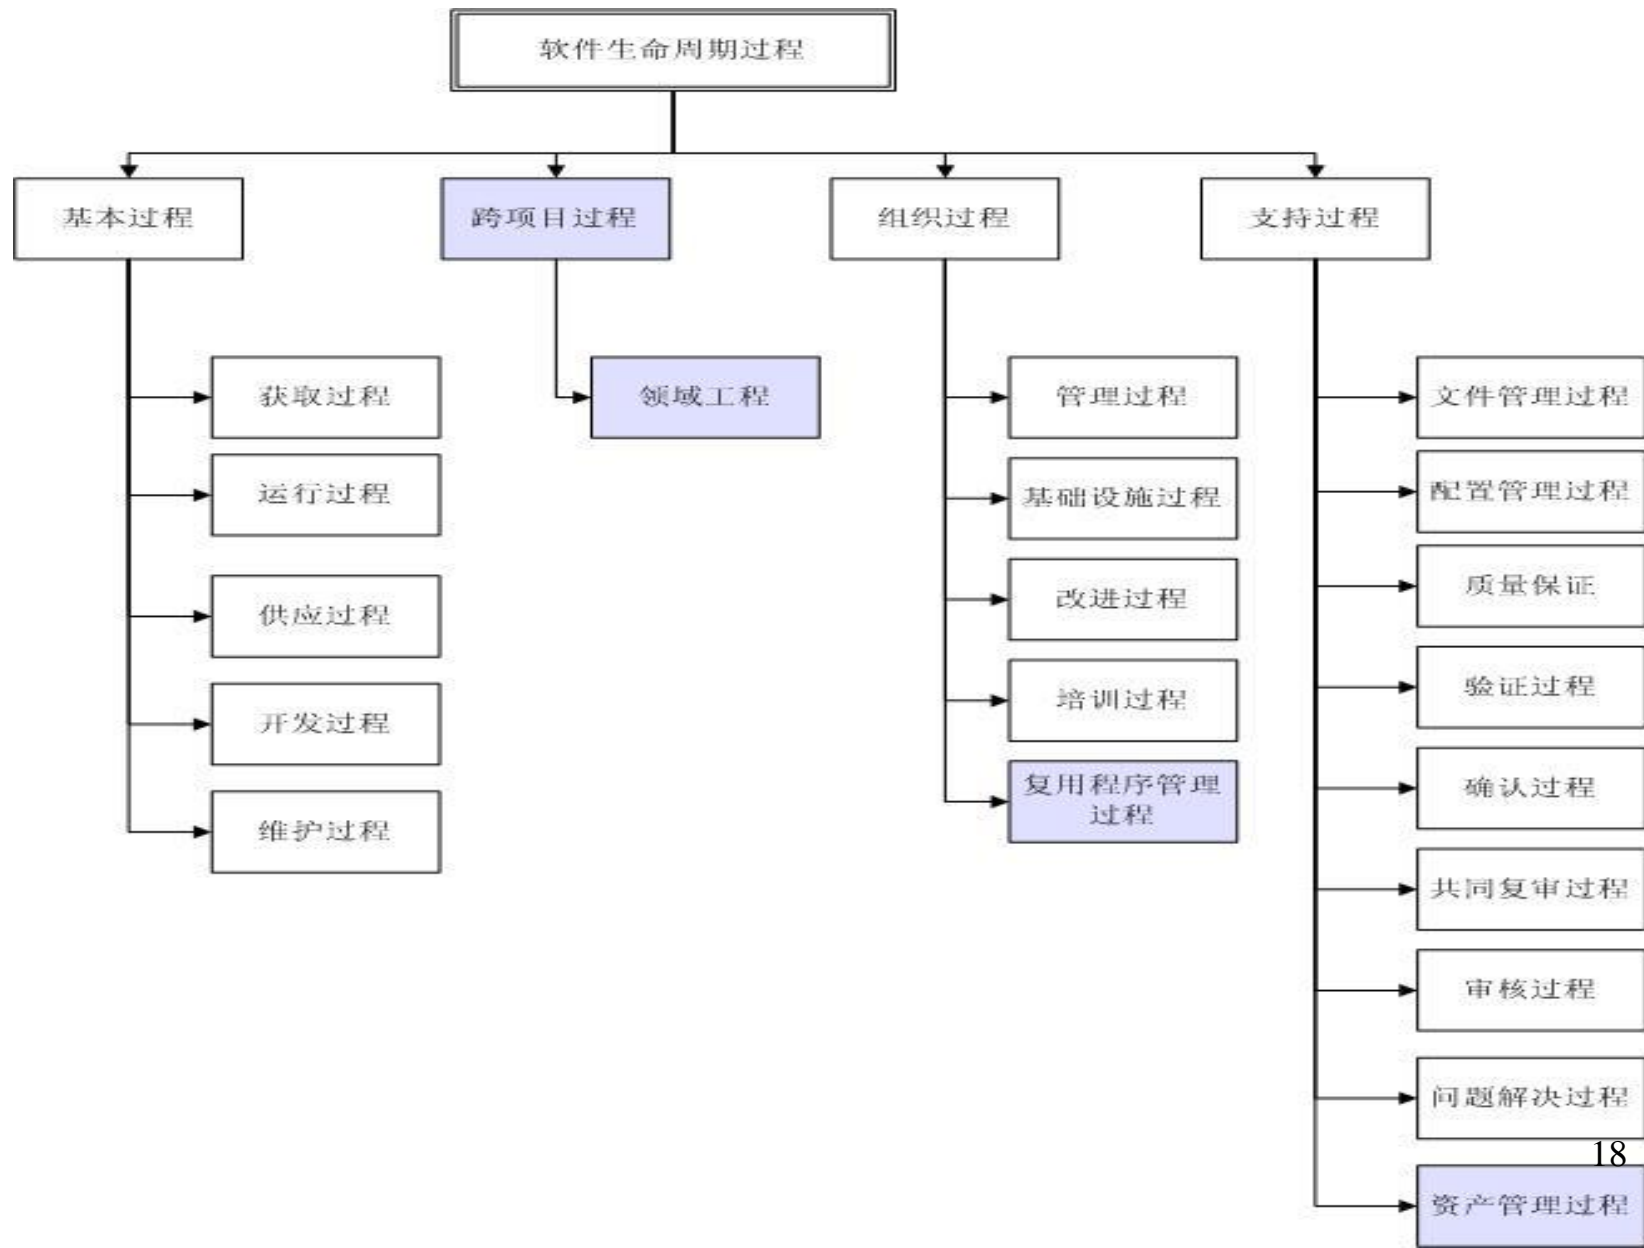 软件生命周期过程
基本过程
跨项目过程
组织过程
支持过程
获取过程
运行过程
供应过程
开发过程
维护过程
领域工程
管理过程
基础设施过程
改进过程
培训过程
复用程序管理
过程
文件管理过程
配置管理过程
质量保证
验证过程
确认过程
共同复审过程
审核过程
问题解决过程
18
资产管理过程